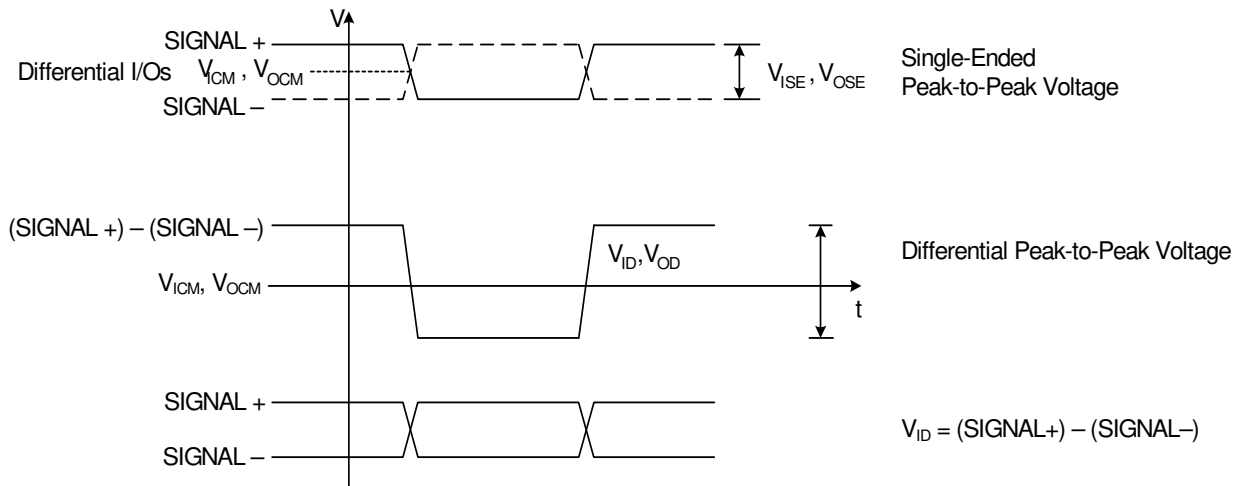 V
SIGNAL +
Differential I/Os V_ICM , V_OCM
SIGNAL –
V_ISE , V_OSE
Single-Ended
Peak-to-Peak Voltage
(SIGNAL +) – (SIGNAL –)
V_ID, V_OD
Differential Peak-to-Peak Voltage
V_ICM, V_OCM
t
SIGNAL +
SIGNAL –
V_ID = (SIGNAL+) – (SIGNAL–)